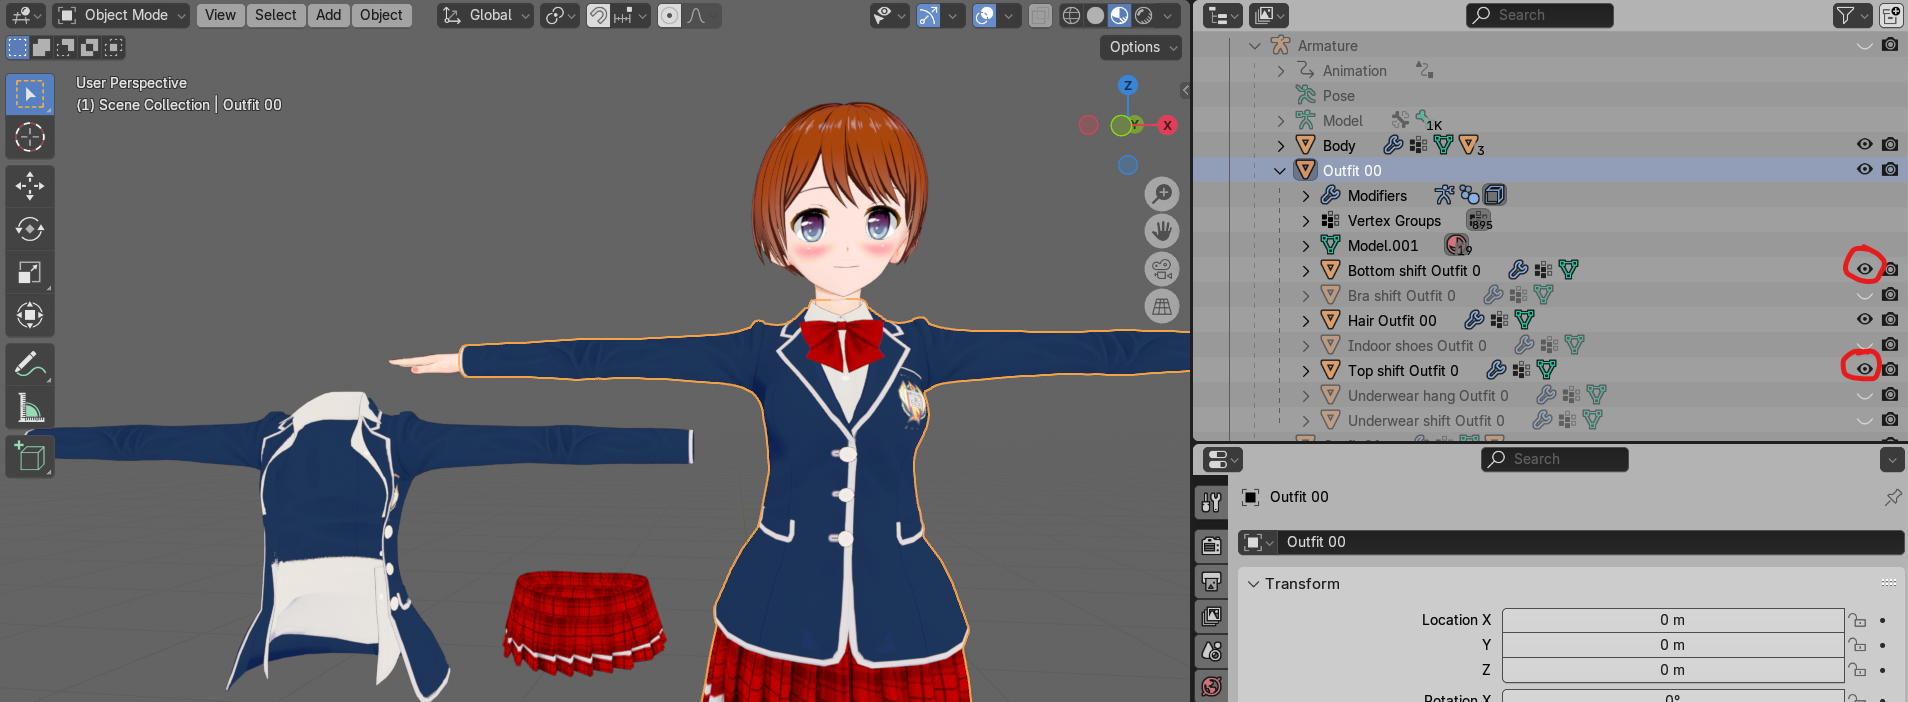 Object Mode View Select Add Object Global
Options
User Perspective
(1) Scene Collection | Outfit 00
Z
Y X
Search
Armature
Animation
Pose
Model 1K
Body 3
Outfit 00
Modifiers
Vertex Groups 895
Model.001 19
Bottom shift Outfit 0
Bra shift Outfit 0
Hair Outfit 00
Indoor shoes Outfit 0
Top shift Outfit 0
Underwear hang Outfit 0
Underwear shift Outfit 0
Search
Outfit 00
Outfit 00
Transform
Location X 0 m
Y 0 m
Z 0 m
Rotation X 0°